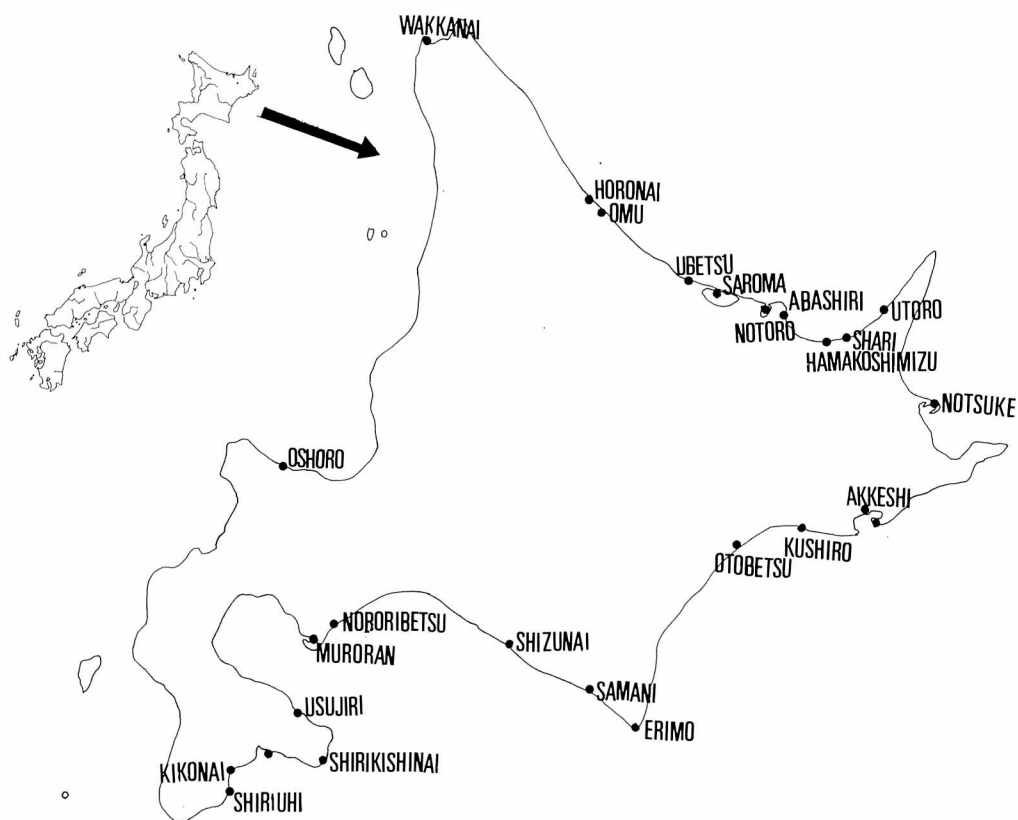 WAKKANAI
HORONAI
OMU
UBETSU
SAROMA
ABASHIRI
NOTORO
UTORO
SHARI
HAMAKOSHIMIZU
NOTSUKE
OSHORO
AKKESHI
KUSHIRO
OTOBETSU
NOBORIBETSU
MURORAN
SHIZUNAI
SAMANI
ERIMO
USUJIRI
SHIRIKISHINAI
KIKONAI
SHIRIUHI